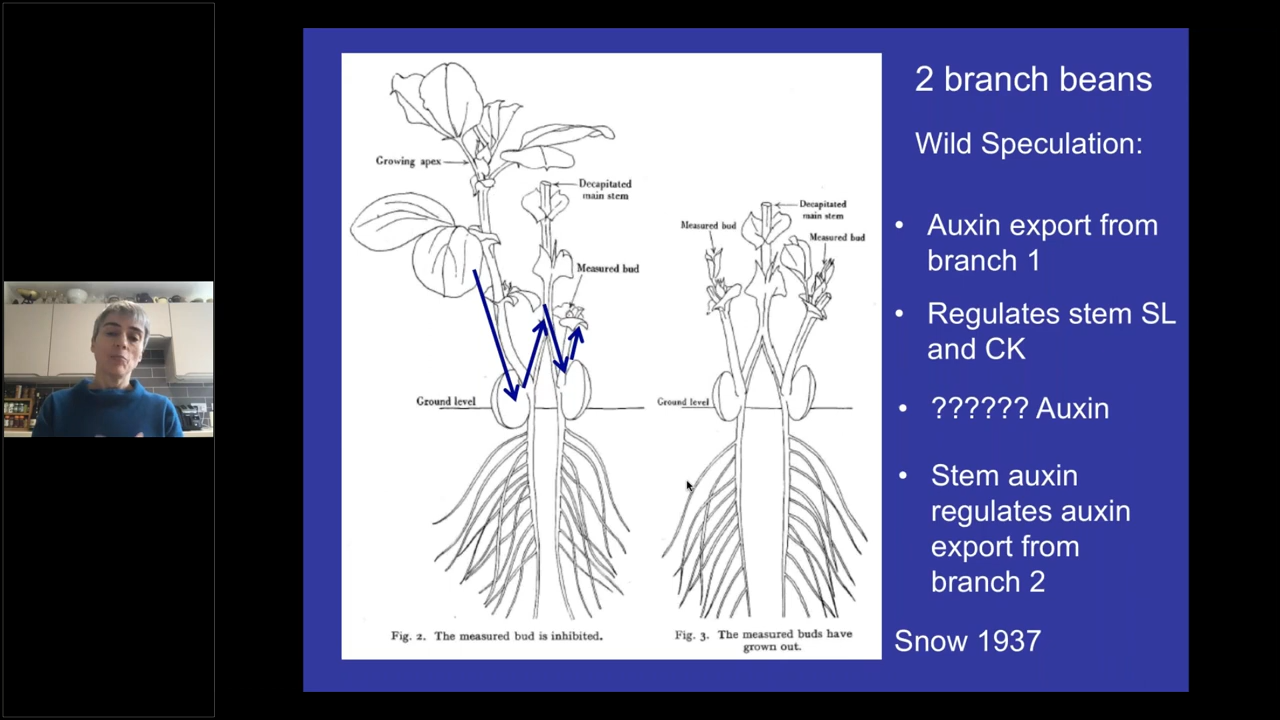 2 branch beans
Wild Speculation:
• Auxin export from
branch 1
• Regulates stem SL
and CK
• ?????? Auxin
• Stem auxin
regulates auxin
export from
branch 2
Snow 1937
Growing apex
Decapitated
main stem
Measured bud
Ground level
Fig. 2. The measured bud is inhibited.
Decapitated
main stem
Measured bud
Measured bud
Ground level
Fig. 3. The measured buds have
grown out.